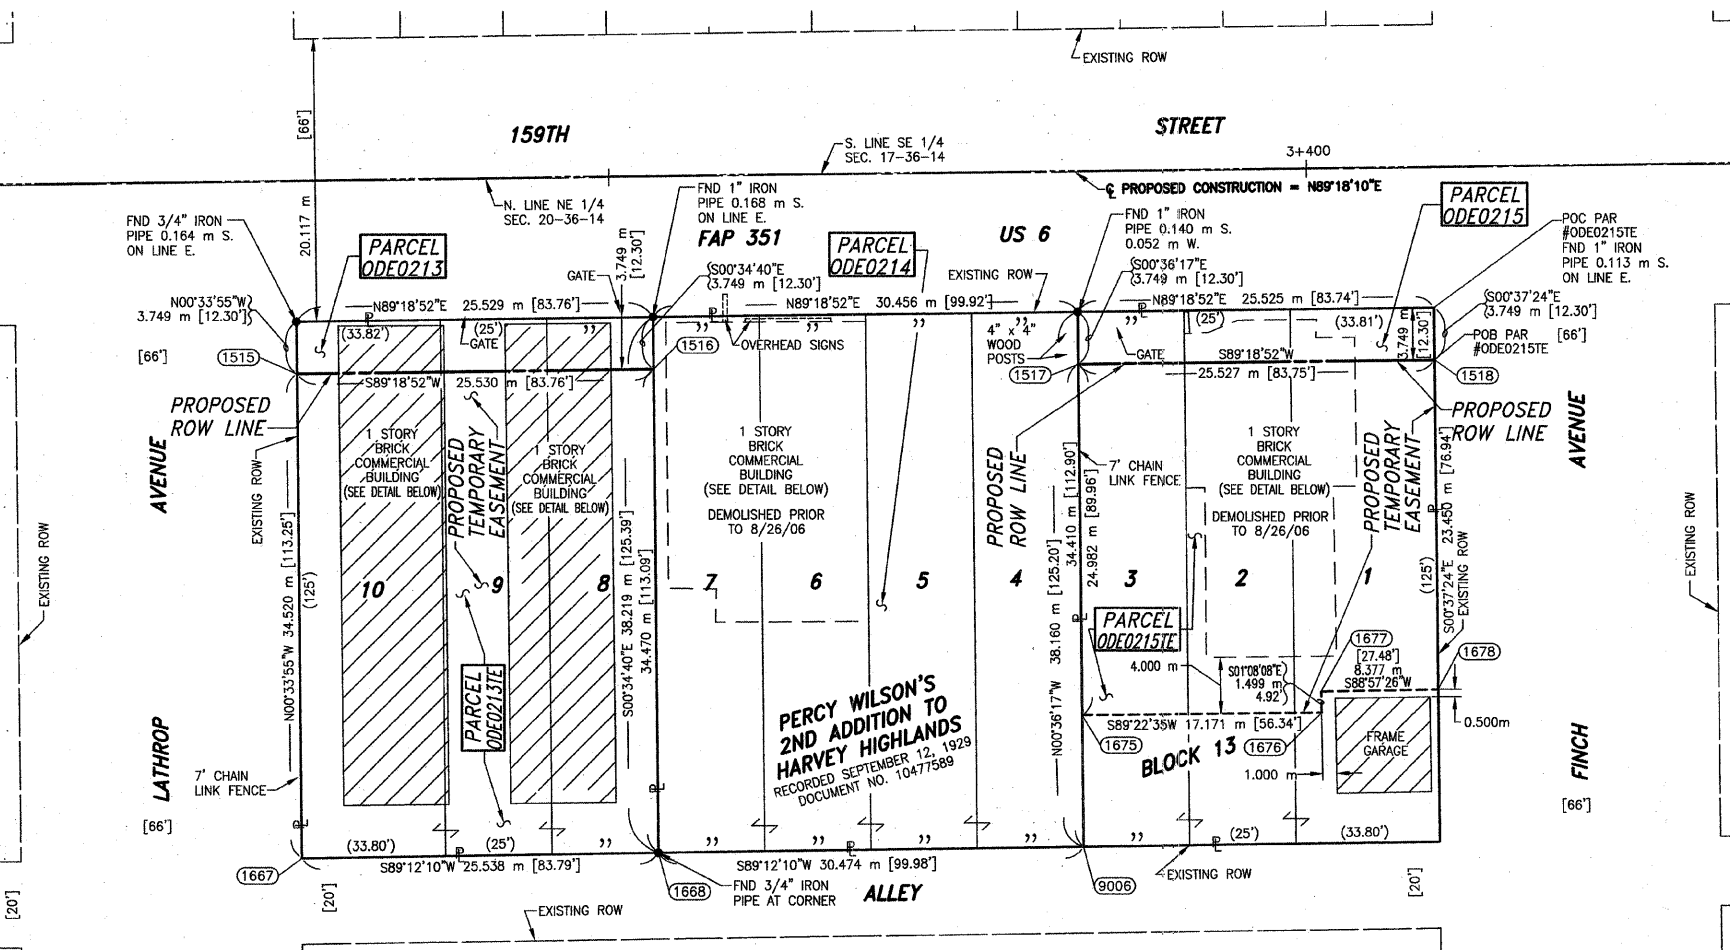 EXISTING ROW
[66']
20.117 m
159TH
STREET
S. LINE SE 1/4
SEC. 17-36-14
3+400
N. LINE NE 1/4
SEC. 20-36-14
℄ PROPOSED CONSTRUCTION = N89°18'10"E
FND 3/4" IRON
PIPE 0.164 m S.
ON LINE E.
PARCEL
ODE0213
FND 1" IRON
PIPE 0.168 m S.
ON LINE E.
FAP 351
PARCEL
ODE0214
US 6
FND 1" IRON
PIPE 0.140 m S.
0.052 m W.
PARCEL
ODE0215
POC PAR
#ODE0215TE
FND 1" IRON
PIPE 0.113 m S.
ON LINE E.
GATE
3.749 m
[12.30']
S00°34'40"E
3.749 m [12.30']
EXISTING ROW
S00°36'17"E
3.749 m [12.30']
N00°33'55"W
3.749 m [12.30']
N89°18'52"E 25.529 m [83.76']
N89°18'52"E 30.456 m [99.92']
N89°18'52"E 25.525 m [83.74']
S00°37'24"E
3.749 m [12.30']
(33.82')
(25')
GATE
OVERHEAD SIGNS
4" x 4"
WOOD
POSTS
GATE
(25')
(33.81')
3.749 m
[12.30']
POB PAR
#ODE0215TE
[66']
[66']
1515
1516
1517
1518
S89°18'52"W
25.527 m [83.75']
S89°18'52"W 25.530 m [83.76']
PROPOSED
ROW LINE
PROPOSED
ROW LINE
AVENUE
EXISTING ROW
1 STORY
BRICK
COMMERCIAL
BUILDING
(SEE DETAIL BELOW)
PROPOSED
TEMPORARY
EASEMENT
1 STORY
BRICK
COMMERCIAL
BUILDING
(SEE DETAIL BELOW)
1 STORY
BRICK
COMMERCIAL
BUILDING
(SEE DETAIL BELOW)
DEMOLISHED PRIOR
TO 8/26/06
PROPOSED
ROW LINE
7' CHAIN
LINK FENCE
1 STORY
BRICK
COMMERCIAL
BUILDING
(SEE DETAIL BELOW)
DEMOLISHED PRIOR
TO 8/26/06
PROPOSED
TEMPORARY
EASEMENT
AVENUE
EXISTING ROW
N00°33'55"W 34.520 m [113.25']
(125')
S00°34'40"E 38.219 m [125.39']
34.470 m [113.09']
N00°36'17"W 38.160 m [125.20']
34.410 m [112.90']
24.982 m [89.96']
(125')
S00°37'24"E 23.450 m [76.94']
EXISTING ROW
EXISTING ROW
10
9
8
7
6
5
4
3
2
1
PARCEL
ODE0213TE
PARCEL
ODE0215TE
4.000 m
S01°08'08"E
1.499 m
4.92'
1677
[27.48']
8.377 m
S88°57'26"W
1678
0.500m
PERCY WILSON'S
2ND ADDITION TO
HARVEY HIGHLANDS
RECORDED SEPTEMBER 12, 1929
DOCUMENT NO. 10477589
S89°22'35W 17.171 m [56.34']
1675
BLOCK 13
1676
1.000 m
FRAME
GARAGE
LATHROP
FINCH
7' CHAIN
LINK FENCE
[66']
[66']
(33.80')
(25')
(25')
(33.80')
S89°12'10"W 25.538 m [83.79']
S89°12'10"W 30.474 m [99.98']
1667
1668
9006
FND 3/4" IRON
PIPE AT CORNER
ALLEY
EXISTING ROW
[20']
[20']
[20']
EXISTING ROW